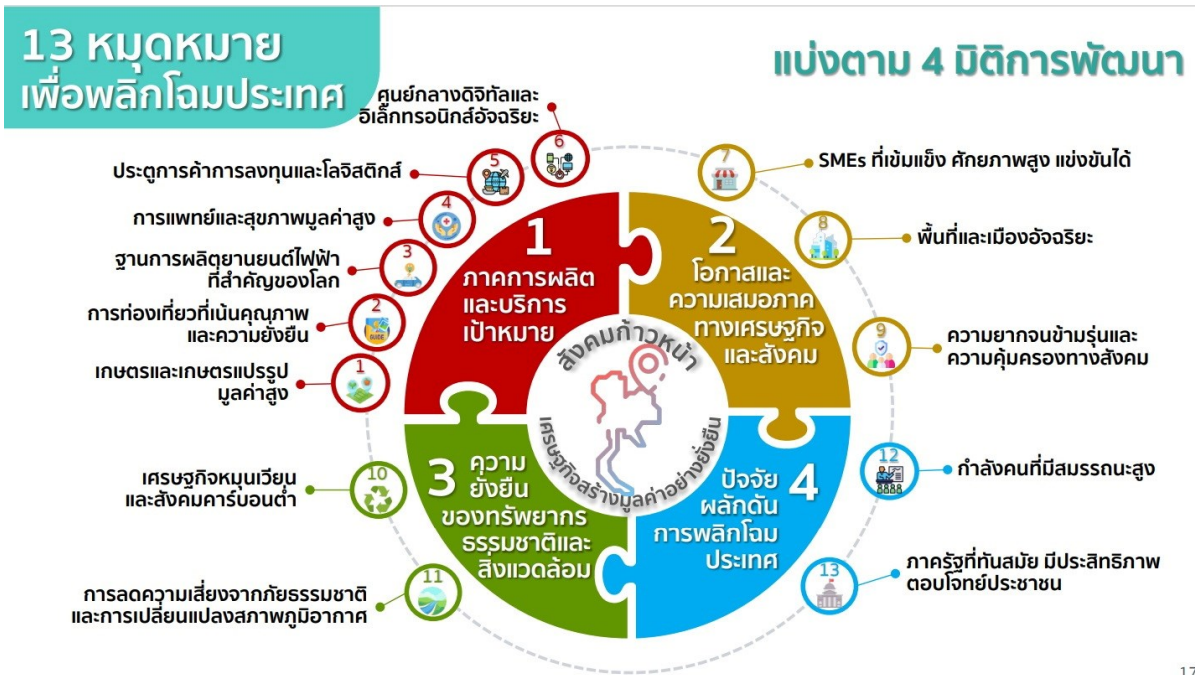 13 หมุดหมาย
เพื่อพลิกโฉมประเทศ
แบ่งตาม 4 มิติการพัฒนา
ศูนย์กลางดิจิทัลและ
อิเล็กทรอนิกส์อัจฉริยะ
6
5
ประตูการค้าการลงทุนและโลจิสติกส์
4
การแพทย์และสุขภาพมูลค่าสูง
3
ฐานการผลิตยานยนต์ไฟฟ้า
ที่สำคัญของโลก
2
GUIDE
การท่องเที่ยวที่เน้นคุณภาพ
และความยั่งยืน
1
เกษตรและเกษตรแปรรูป
มูลค่าสูง
1
ภาคการผลิต
และบริการ
เป้าหมาย
2
โอกาสและ
ความเสมอภาค
ทางเศรษฐกิจ
และสังคม
7
SMEs ที่เข้มแข็ง ศักยภาพสูง แข่งขันได้
8
พื้นที่และเมืองอัจฉริยะ
9
ความยากจนข้ามรุ่นและ
ความคุ้มครองทางสังคม
สังคมก้าวหน้า
เศรษฐกิจสร้างมูลค่าอย่างยั่งยืน
3 ความ
ยั่งยืน
ของทรัพยากร
ธรรมชาติและ
สิ่งแวดล้อม
10
เศรษฐกิจหมุนเวียน
และสังคมคาร์บอนต่ำ
11
การลดความเสี่ยงจากภัยธรรมชาติ
และการเปลี่ยนแปลงสภาพภูมิอากาศ
ปัจจัย 4
ผลักดัน
การพลิกโฉม
ประเทศ
12
กำลังคนที่มีสมรรถนะสูง
13
ภาครัฐที่ทันสมัย มีประสิทธิภาพ
ตอบโจทย์ประชาชน
17